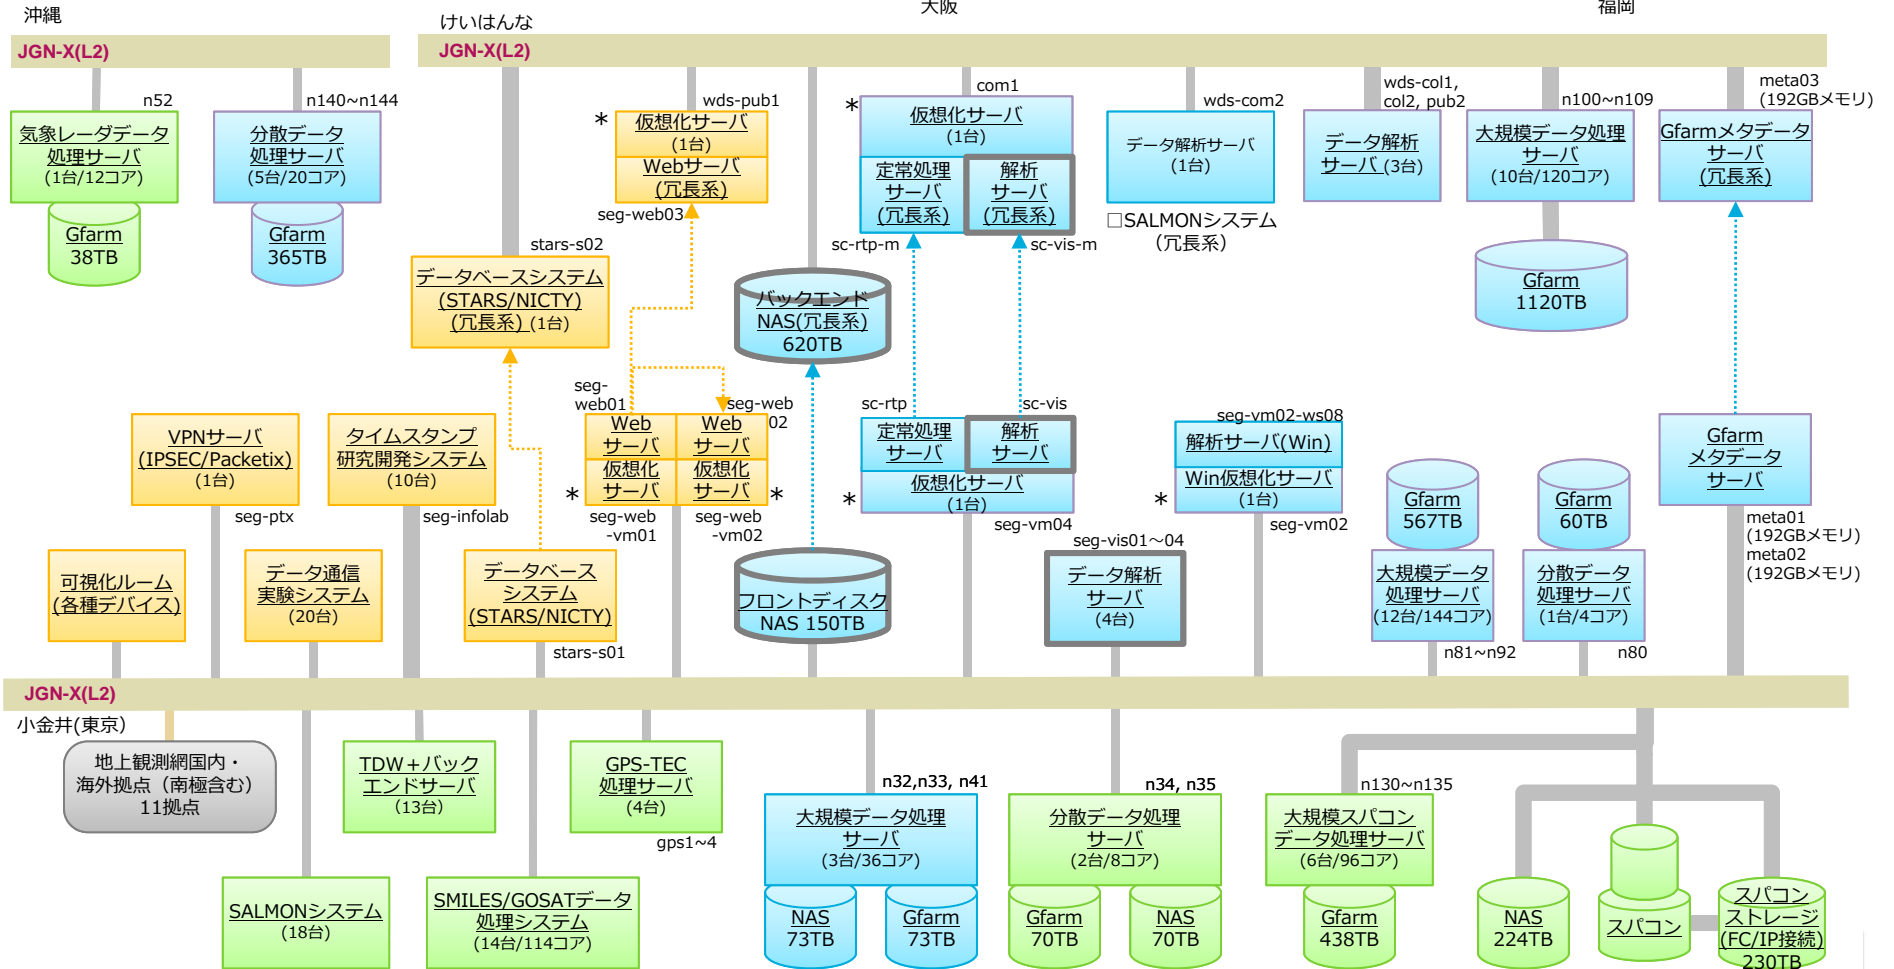 沖縄
大阪
福岡
けいはんな
JGN-X(L2)
JGN-X(L2)
n52
気象レーダデータ
処理サーバ
(1台/12コア)
Gfarm
38TB
n140~n144
分散データ
処理サーバ
(5台/20コア)
Gfarm
365TB
stars-s02
データベースシステム
(STARS/NICTY)
(冗長系) (1台)
wds-pub1
*
仮想化サーバ
(1台)
Webサーバ
(冗長系)
seg-web03
バックエンド
NAS(冗長系)
620TB
com1
*
仮想化サーバ
(1台)
定常処理
サーバ
(冗長系)
解析
サーバ
(冗長系)
sc-rtp-m
sc-vis-m
wds-com2
データ解析サーバ
(1台)
□SALMONシステム
(冗長系)
wds-col1,
col2, pub2
データ解析
サーバ (3台)
n100~n109
大規模データ処理
サーバ
(10台/120コア)
Gfarm
1120TB
meta03
(192GBメモリ)
Gfarmメタデータ
サーバ
(冗長系)
VPNサーバ
(IPSEC/Packetix)
(1台)
seg-ptx
タイムスタンプ
研究開発システム
(10台)
seg-infolab
seg-
web01
seg-web
02
Web
サーバ
Web
サーバ
仮想化
サーバ
仮想化
サーバ
*
*
seg-web
-vm01
seg-web
-vm02
sc-rtp
sc-vis
定常処理
サーバ
解析
サーバ
仮想化サーバ
(1台)
*
seg-vm04
seg-vm02-ws08
解析サーバ(Win)
Win仮想化サーバ
(1台)
*
seg-vm02
Gfarm
567TB
大規模データ
処理サーバ
(12台/144コア)
n81~n92
Gfarm
60TB
分散データ
処理サーバ
(1台/4コア)
n80
Gfarm
メタデータ
サーバ
meta01
(192GBメモリ)
meta02
(192GBメモリ)
可視化ルーム
(各種デバイス)
データ通信
実験システム
(20台)
データベース
システム
(STARS/NICTY)
stars-s01
フロントディスク
NAS 150TB
seg-vis01～04
データ解析
サーバ
(4台)
JGN-X(L2)
小金井(東京)
地上観測網国内・
海外拠点（南極含む）
11拠点
TDW＋バック
エンドサーバ
(13台)
GPS-TEC
処理サーバ
(4台)
gps1~4
SALMONシステム
(18台)
SMILES/GOSATデータ
処理システム
(14台/114コア)
n32,n33, n41
大規模データ処理
サーバ
(3台/36コア)
NAS
73TB
Gfarm
73TB
n34, n35
分散データ処理
サーバ
(2台/8コア)
Gfarm
70TB
NAS
70TB
n130~n135
大規模スパコン
データ処理サーバ
(6台/96コア)
Gfarm
438TB
NAS
224TB
スパコン
スパコン
ストレージ
(FC/IP接続)
230TB